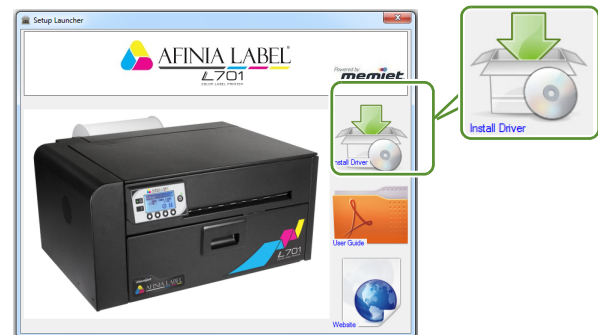 Setup Launcher
AFINIA LABEL
L701
COLOR LABEL PRINTER
Powered by
memjet
Install Driver
Install Driver
User Guide
L701
AFINIA LABEL
Website